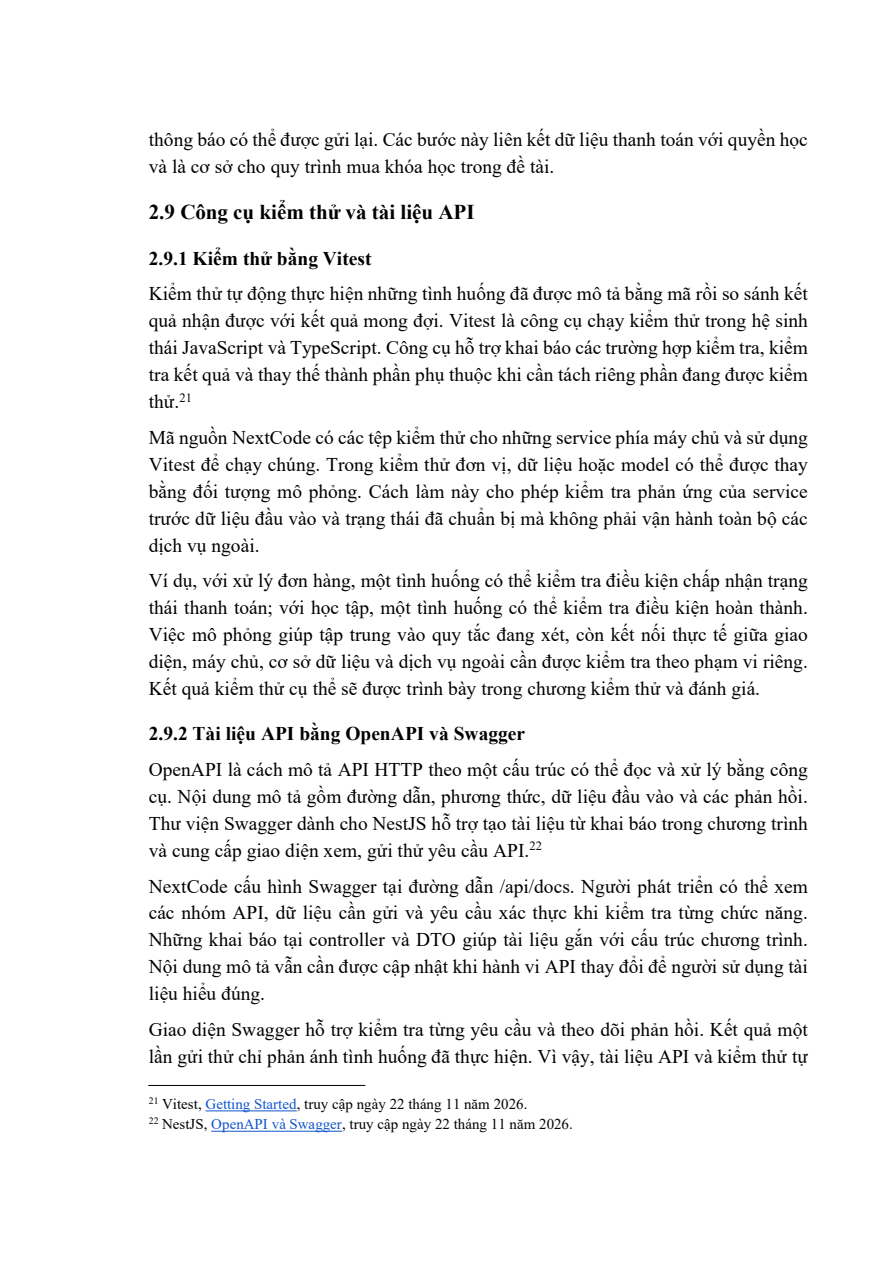 thông báo có thể được gửi lại. Các bước này liên kết dữ liệu thanh toán với quyền học
và là cơ sở cho quy trình mua khóa học trong đề tài.
2.9 Công cụ kiểm thử và tài liệu API
2.9.1 Kiểm thử bằng Vitest
Kiểm thử tự động thực hiện những tình huống đã được mô tả bằng mã rồi so sánh kết
quả nhận được với kết quả mong đợi. Vitest là công cụ chạy kiểm thử trong hệ sinh
thái JavaScript và TypeScript. Công cụ hỗ trợ khai báo các trường hợp kiểm tra, kiểm
tra kết quả và thay thế thành phần phụ thuộc khi cần tách riêng phần đang được kiểm
thử.21
Mã nguồn NextCode có các tệp kiểm thử cho những service phía máy chủ và sử dụng
Vitest để chạy chúng. Trong kiểm thử đơn vị, dữ liệu hoặc model có thể được thay
bằng đối tượng mô phỏng. Cách làm này cho phép kiểm tra phản ứng của service
trước dữ liệu đầu vào và trạng thái đã chuẩn bị mà không phải vận hành toàn bộ các
dịch vụ ngoài.
Ví dụ, với xử lý đơn hàng, một tình huống có thể kiểm tra điều kiện chấp nhận trạng
thái thanh toán; với học tập, một tình huống có thể kiểm tra điều kiện hoàn thành.
Việc mô phỏng giúp tập trung vào quy tắc đang xét, còn kết nối thực tế giữa giao
diện, máy chủ, cơ sở dữ liệu và dịch vụ ngoài cần được kiểm tra theo phạm vi riêng.
Kết quả kiểm thử cụ thể sẽ được trình bày trong chương kiểm thử và đánh giá.
2.9.2 Tài liệu API bằng OpenAPI và Swagger
OpenAPI là cách mô tả API HTTP theo một cấu trúc có thể đọc và xử lý bằng công
cụ. Nội dung mô tả gồm đường dẫn, phương thức, dữ liệu đầu vào và các phản hồi.
Thư viện Swagger dành cho NestJS hỗ trợ tạo tài liệu từ khai báo trong chương trình
và cung cấp giao diện xem, gửi thử yêu cầu API.22
NextCode cấu hình Swagger tại đường dẫn /api/docs. Người phát triển có thể xem
các nhóm API, dữ liệu cần gửi và yêu cầu xác thực khi kiểm tra từng chức năng.
Những khai báo tại controller và DTO giúp tài liệu gắn với cấu trúc chương trình.
Nội dung mô tả vẫn cần được cập nhật khi hành vi API thay đổi để người sử dụng tài
liệu hiểu đúng.
Giao diện Swagger hỗ trợ kiểm tra từng yêu cầu và theo dõi phản hồi. Kết quả một
lần gửi thử chỉ phản ánh tình huống đã thực hiện. Vì vậy, tài liệu API và kiểm thử tự
21 Vitest, Getting Started, truy cập ngày 22 tháng 11 năm 2026.
22 NestJS, OpenAPI và Swagger, truy cập ngày 22 tháng 11 năm 2026.